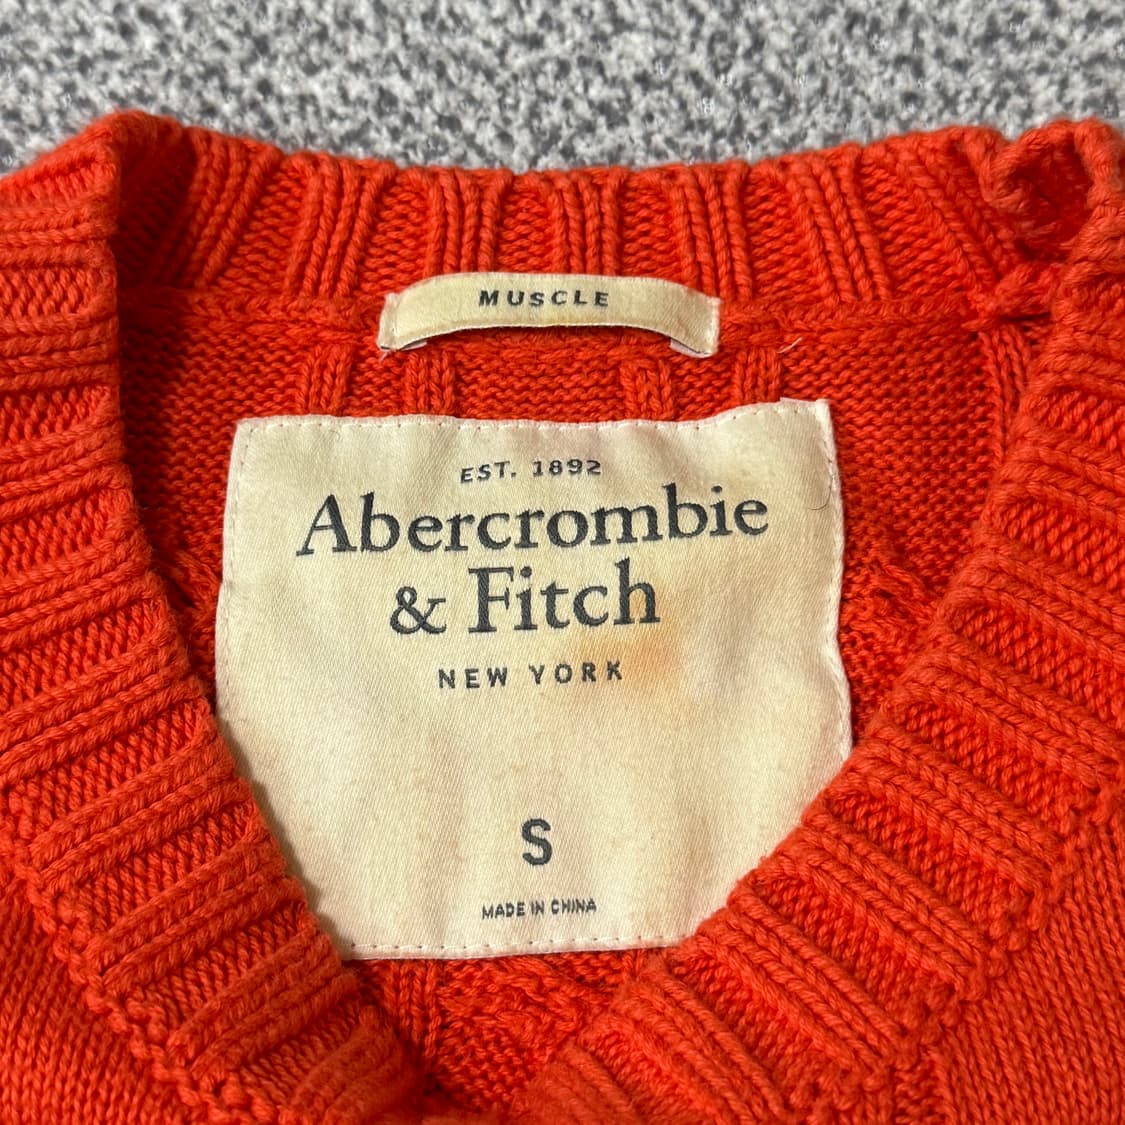 MUSCLE
EST. 1892
Abercrombie
& Fitch
NEW YORK
S
MADE IN CHINA